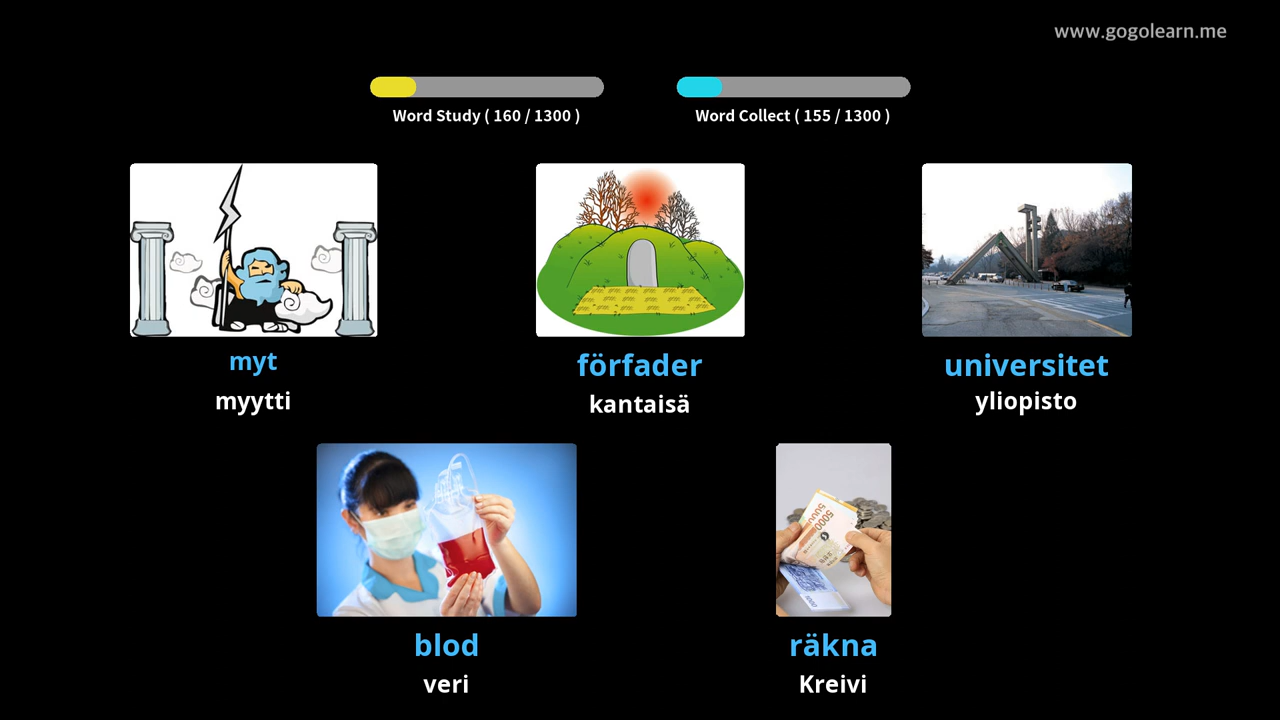 www.gogolearn.me
Word Study ( 160 / 1300 )
Word Collect ( 155 / 1300 )
myt
myytti
förfader
kantaisä
universitet
yliopisto
5000
blod
veri
räkna
Kreivi